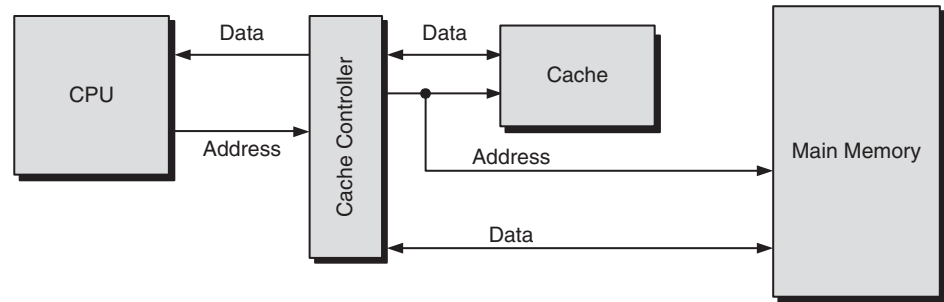 Data
Data
CPU
Cache
Cache Controller
Address
Address
Main Memory
Data